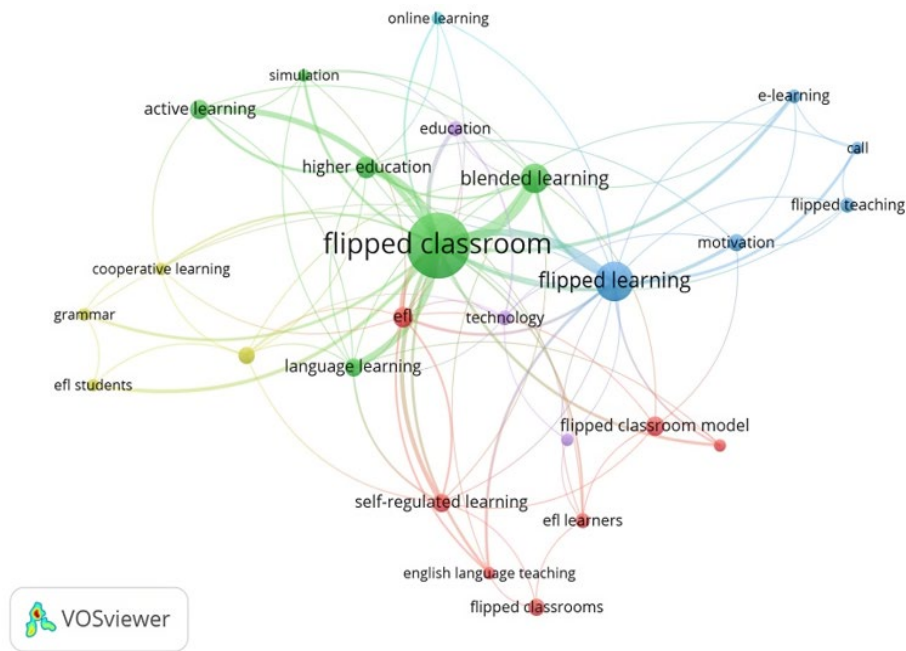 online learning
simulation
e-learning
active learning
education
call
higher education
blended learning
flipped teaching
flipped classroom
motivation
cooperative learning
flipped learning
grammar
efl
technology
language learning
efl students
flipped classroom model
self-regulated learning
efl learners
english language teaching
flipped classrooms
VOSviewer